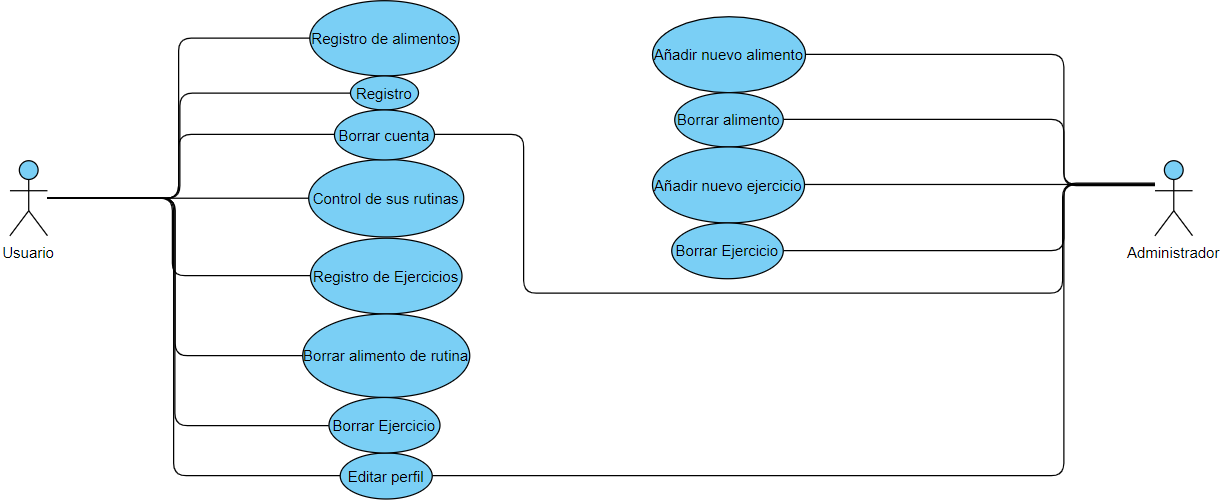 Registro de alimentos
Registro
Borrar cuenta
Control de sus rutinas
Registro de Ejercicios
Borrar alimento de rutina
Borrar Ejercicio
Editar perfil
Usuario
Añadir nuevo alimento
Borrar alimento
Añadir nuevo ejercicio
Borrar Ejercicio
Administrador